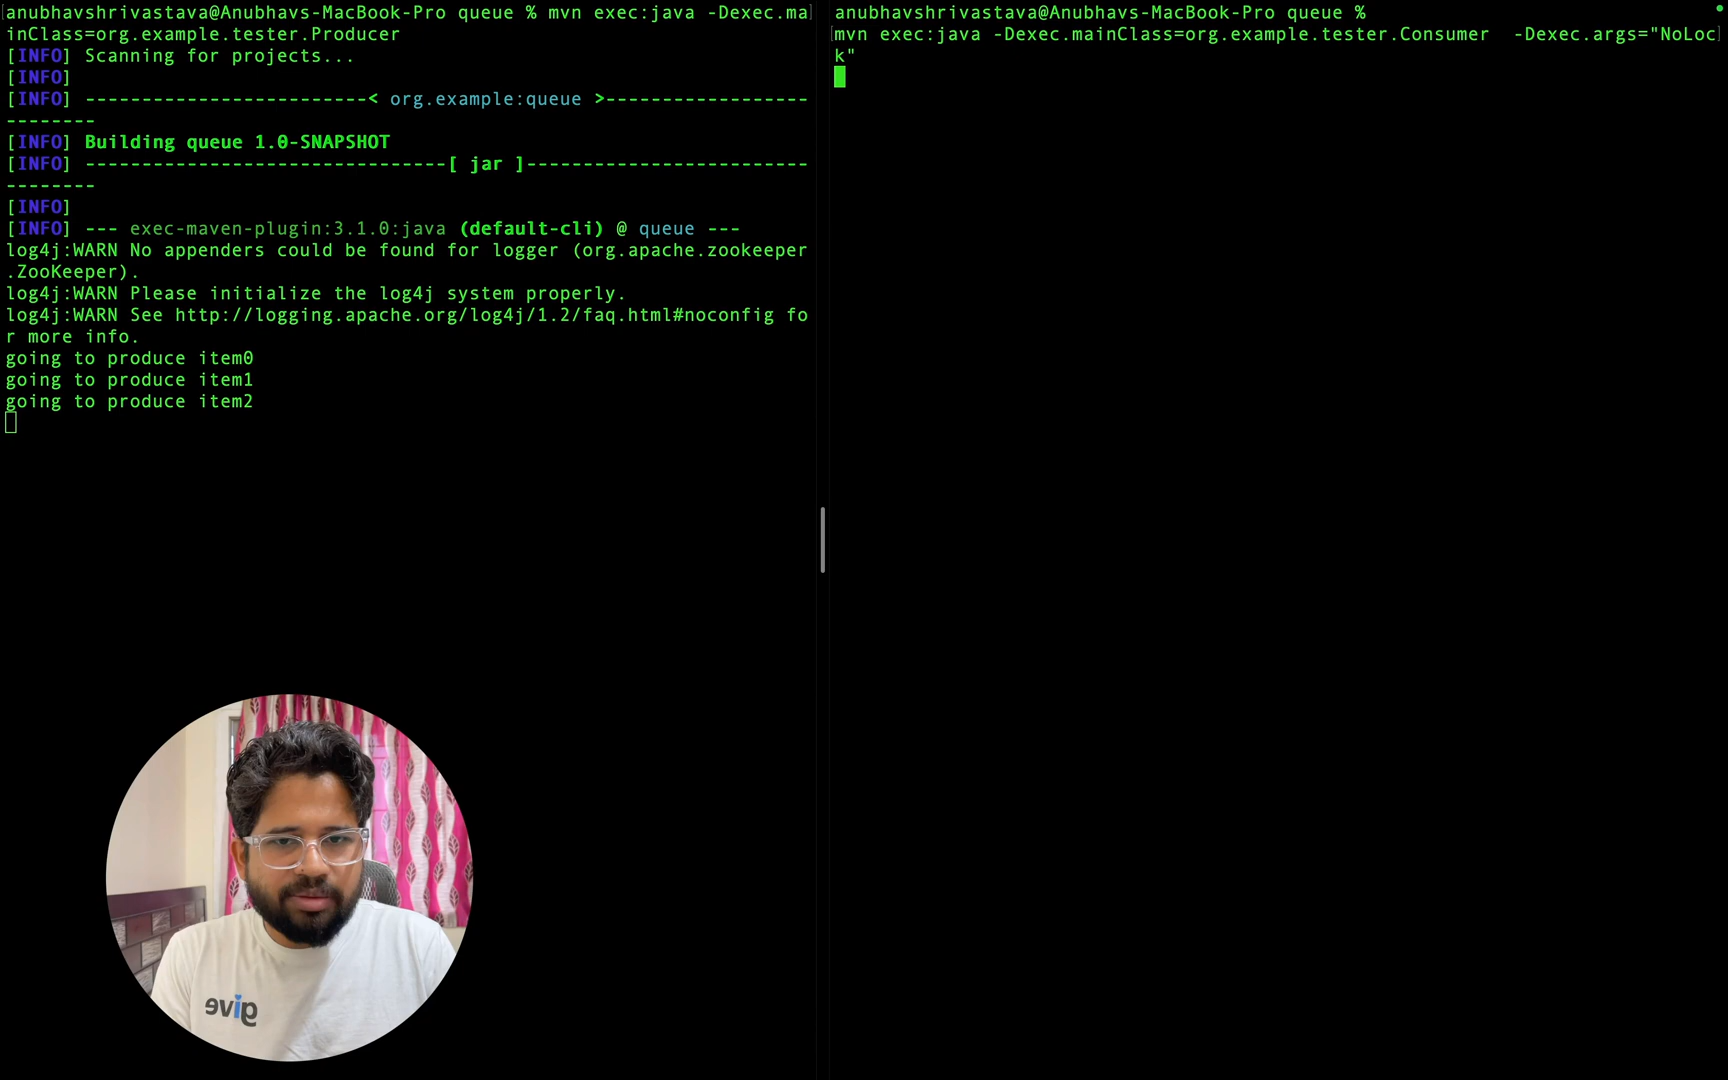 anubhavshrivastava@Anubhavs-MacBook-Pro queue % mvn exec:java -Dexec.ma
inClass=org.example.tester.Producer
[INFO] Scanning for projects...
[INFO]
[INFO] -------------------------< org.example:queue >------------------
--------
[INFO] Building queue 1.0-SNAPSHOT
[INFO] --------------------------------[ jar ]-------------------------
--------
[INFO]
[INFO] --- exec-maven-plugin:3.1.0:java (default-cli) @ queue ---
log4j:WARN No appenders could be found for logger (org.apache.zookeeper
.ZooKeeper).
log4j:WARN Please initialize the log4j system properly.
log4j:WARN See http://logging.apache.org/log4j/1.2/faq.html#noconfig fo
r more info.
going to produce item0
going to produce item1
going to produce item2
anubhavshrivastava@Anubhavs-MacBook-Pro queue %
mvn exec:java -Dexec.mainClass=org.example.tester.Consumer  -Dexec.args="NoLoc
k"
give